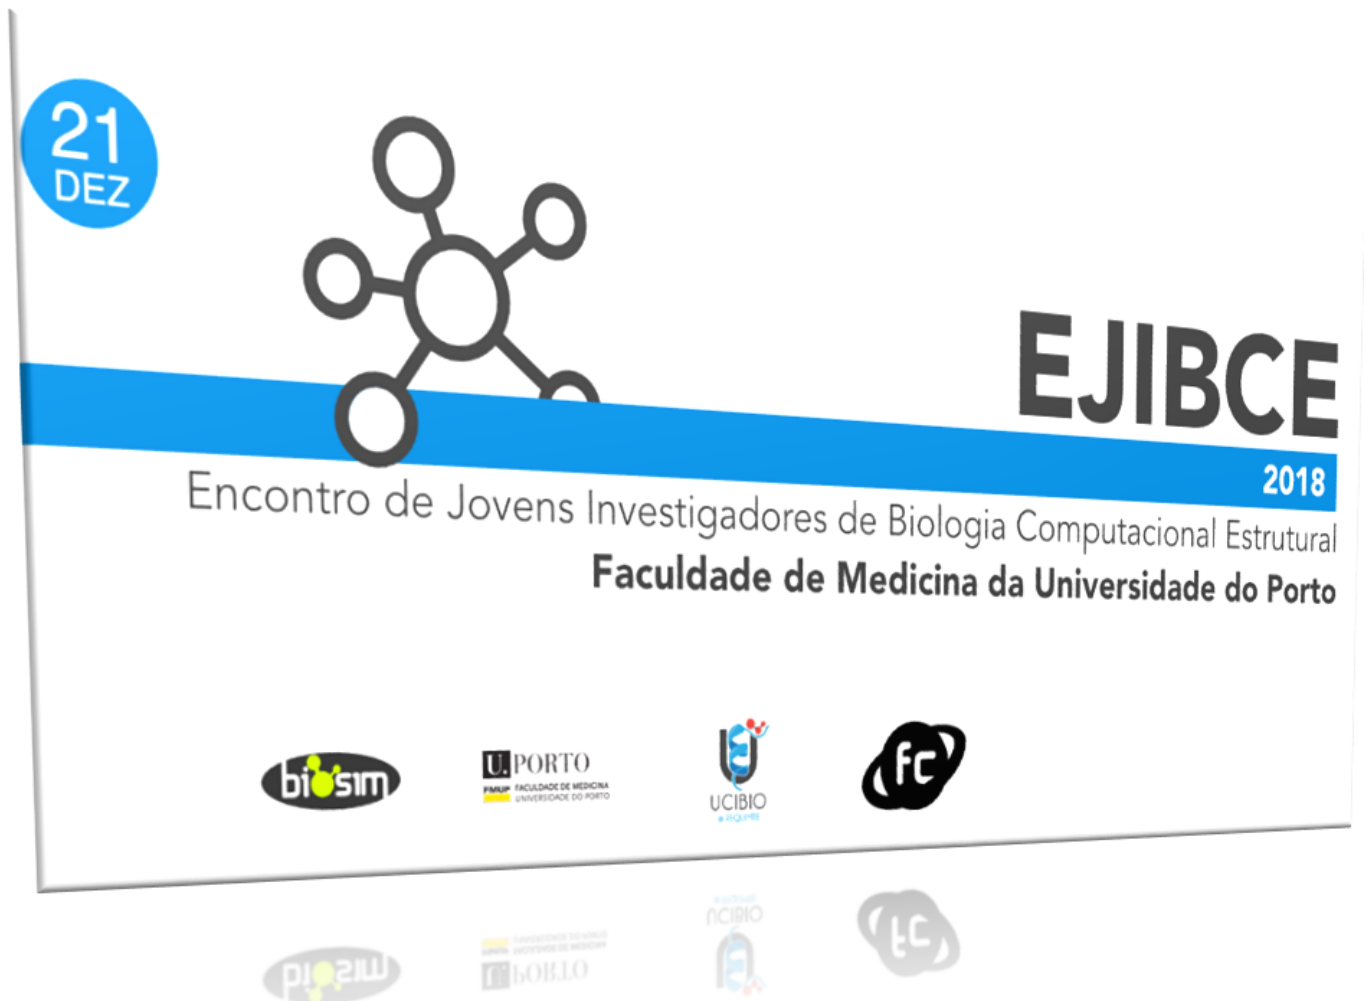 21
DEZ
EJIBCE
2018
Encontro de Jovens Investigadores de Biologia Computacional Estrutural
Faculdade de Medicina da Universidade do Porto
biosim
U. PORTO
FMUP FACULDADE DE MEDICINA
UNIVERSIDADE DO PORTO
UCIBIO
REQUIMTE
fc